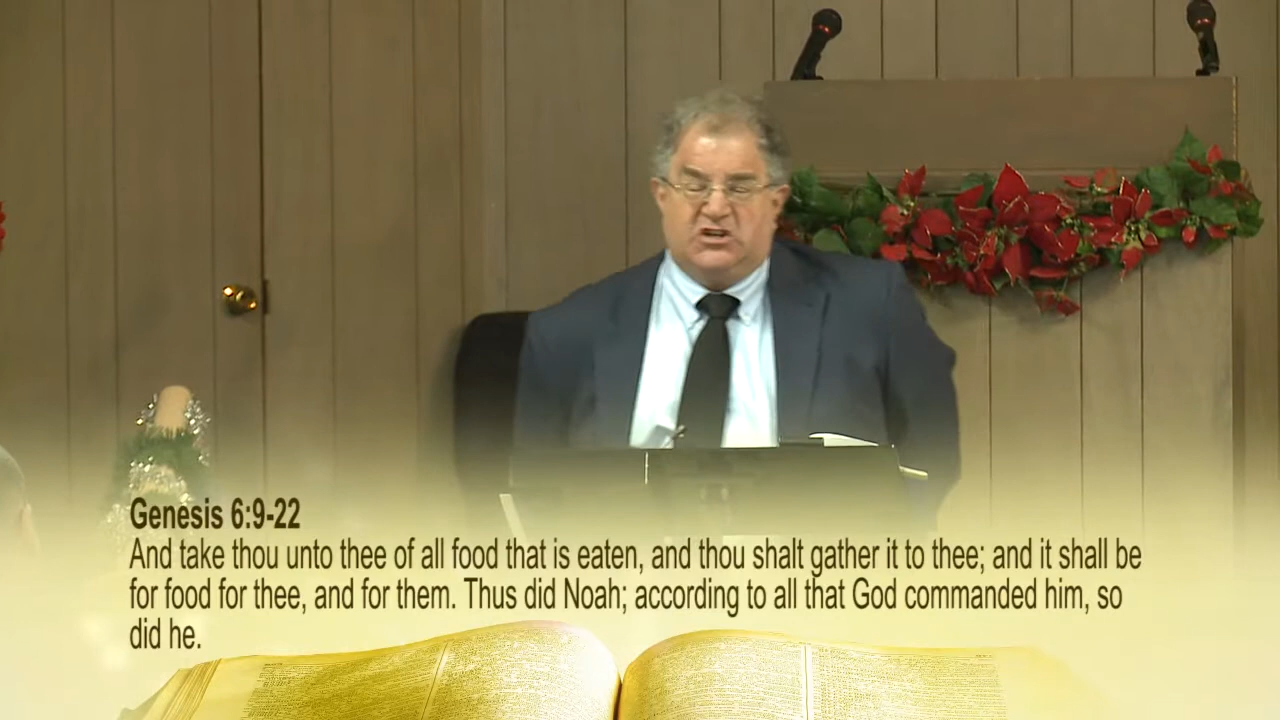 Genesis 6:9-22
And take thou unto thee of all food that is eaten, and thou shalt gather it to thee; and it shall be
for food for thee, and for them. Thus did Noah; according to all that God commanded him, so
did he.